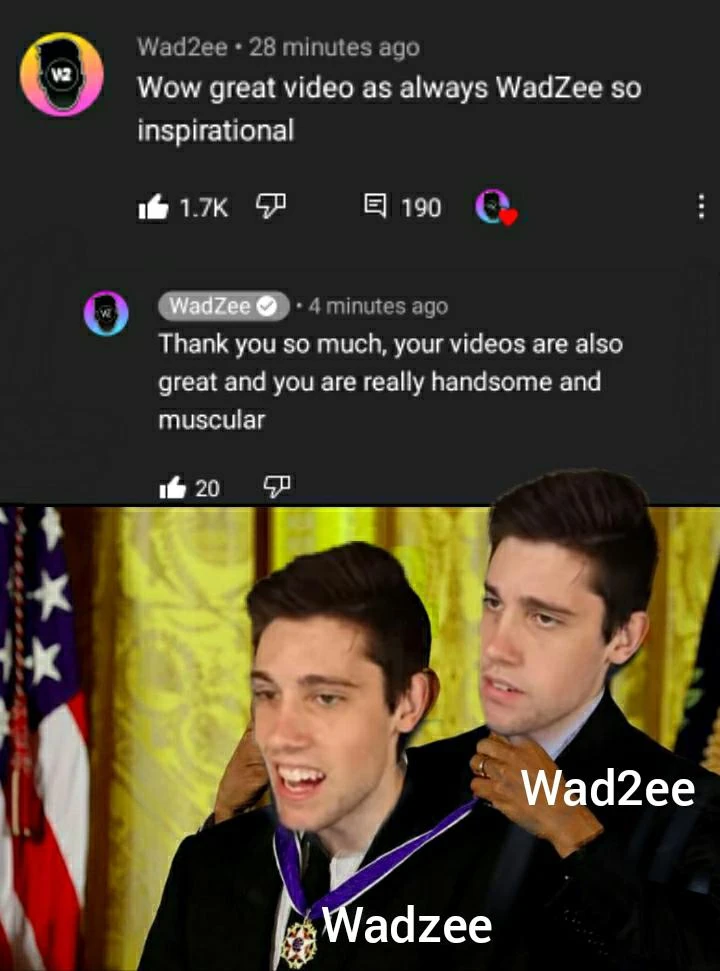 Wad2ee • 28 minutes ago
Wow great video as always WadZee so
inspirational
1.7K 190
WadZee • 4 minutes ago
Thank you so much, your videos are also
great and you are really handsome and
muscular
20
Wad2ee
Wadzee